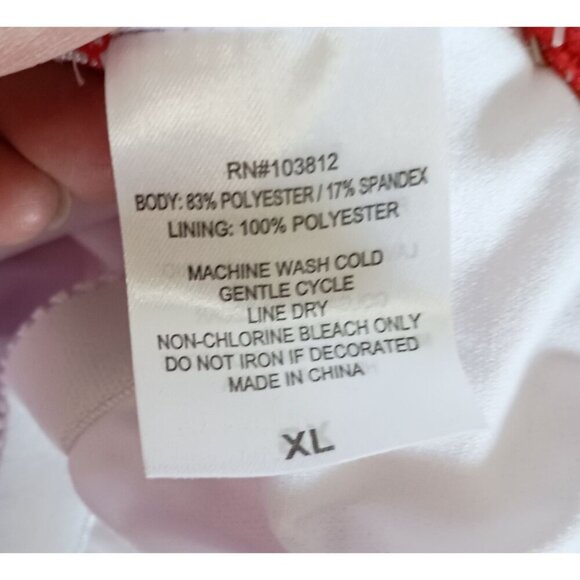 RN#103812
BODY: 83% POLYESTER / 17% SPANDEX
LINING: 100% POLYESTER
MACHINE WASH COLD
GENTLE CYCLE
LINE DRY
NON-CHLORINE BLEACH ONLY
DO NOT IRON IF DECORATED
MADE IN CHINA
XL